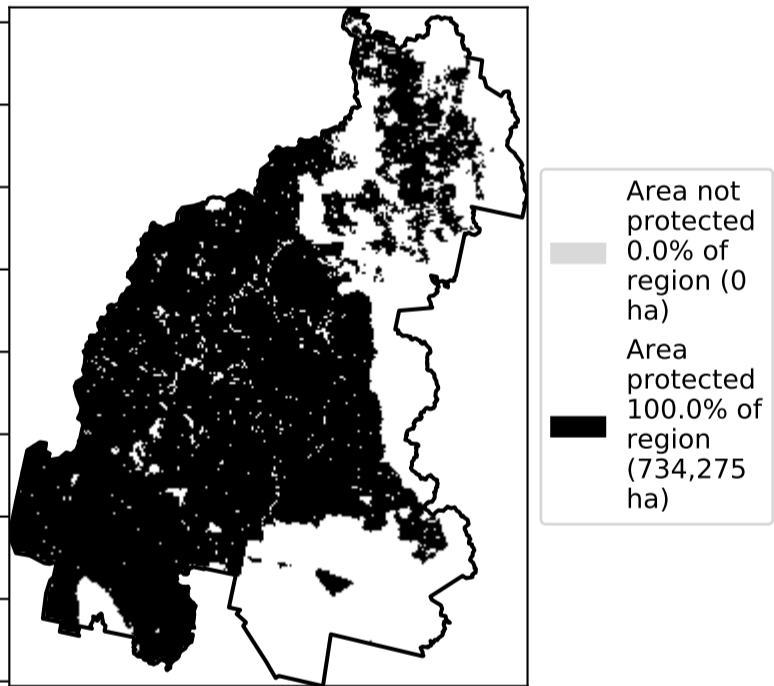 Area not
protected
0.0% of
region (0
ha)
Area
protected
100.0% of
region
(734,275
ha)